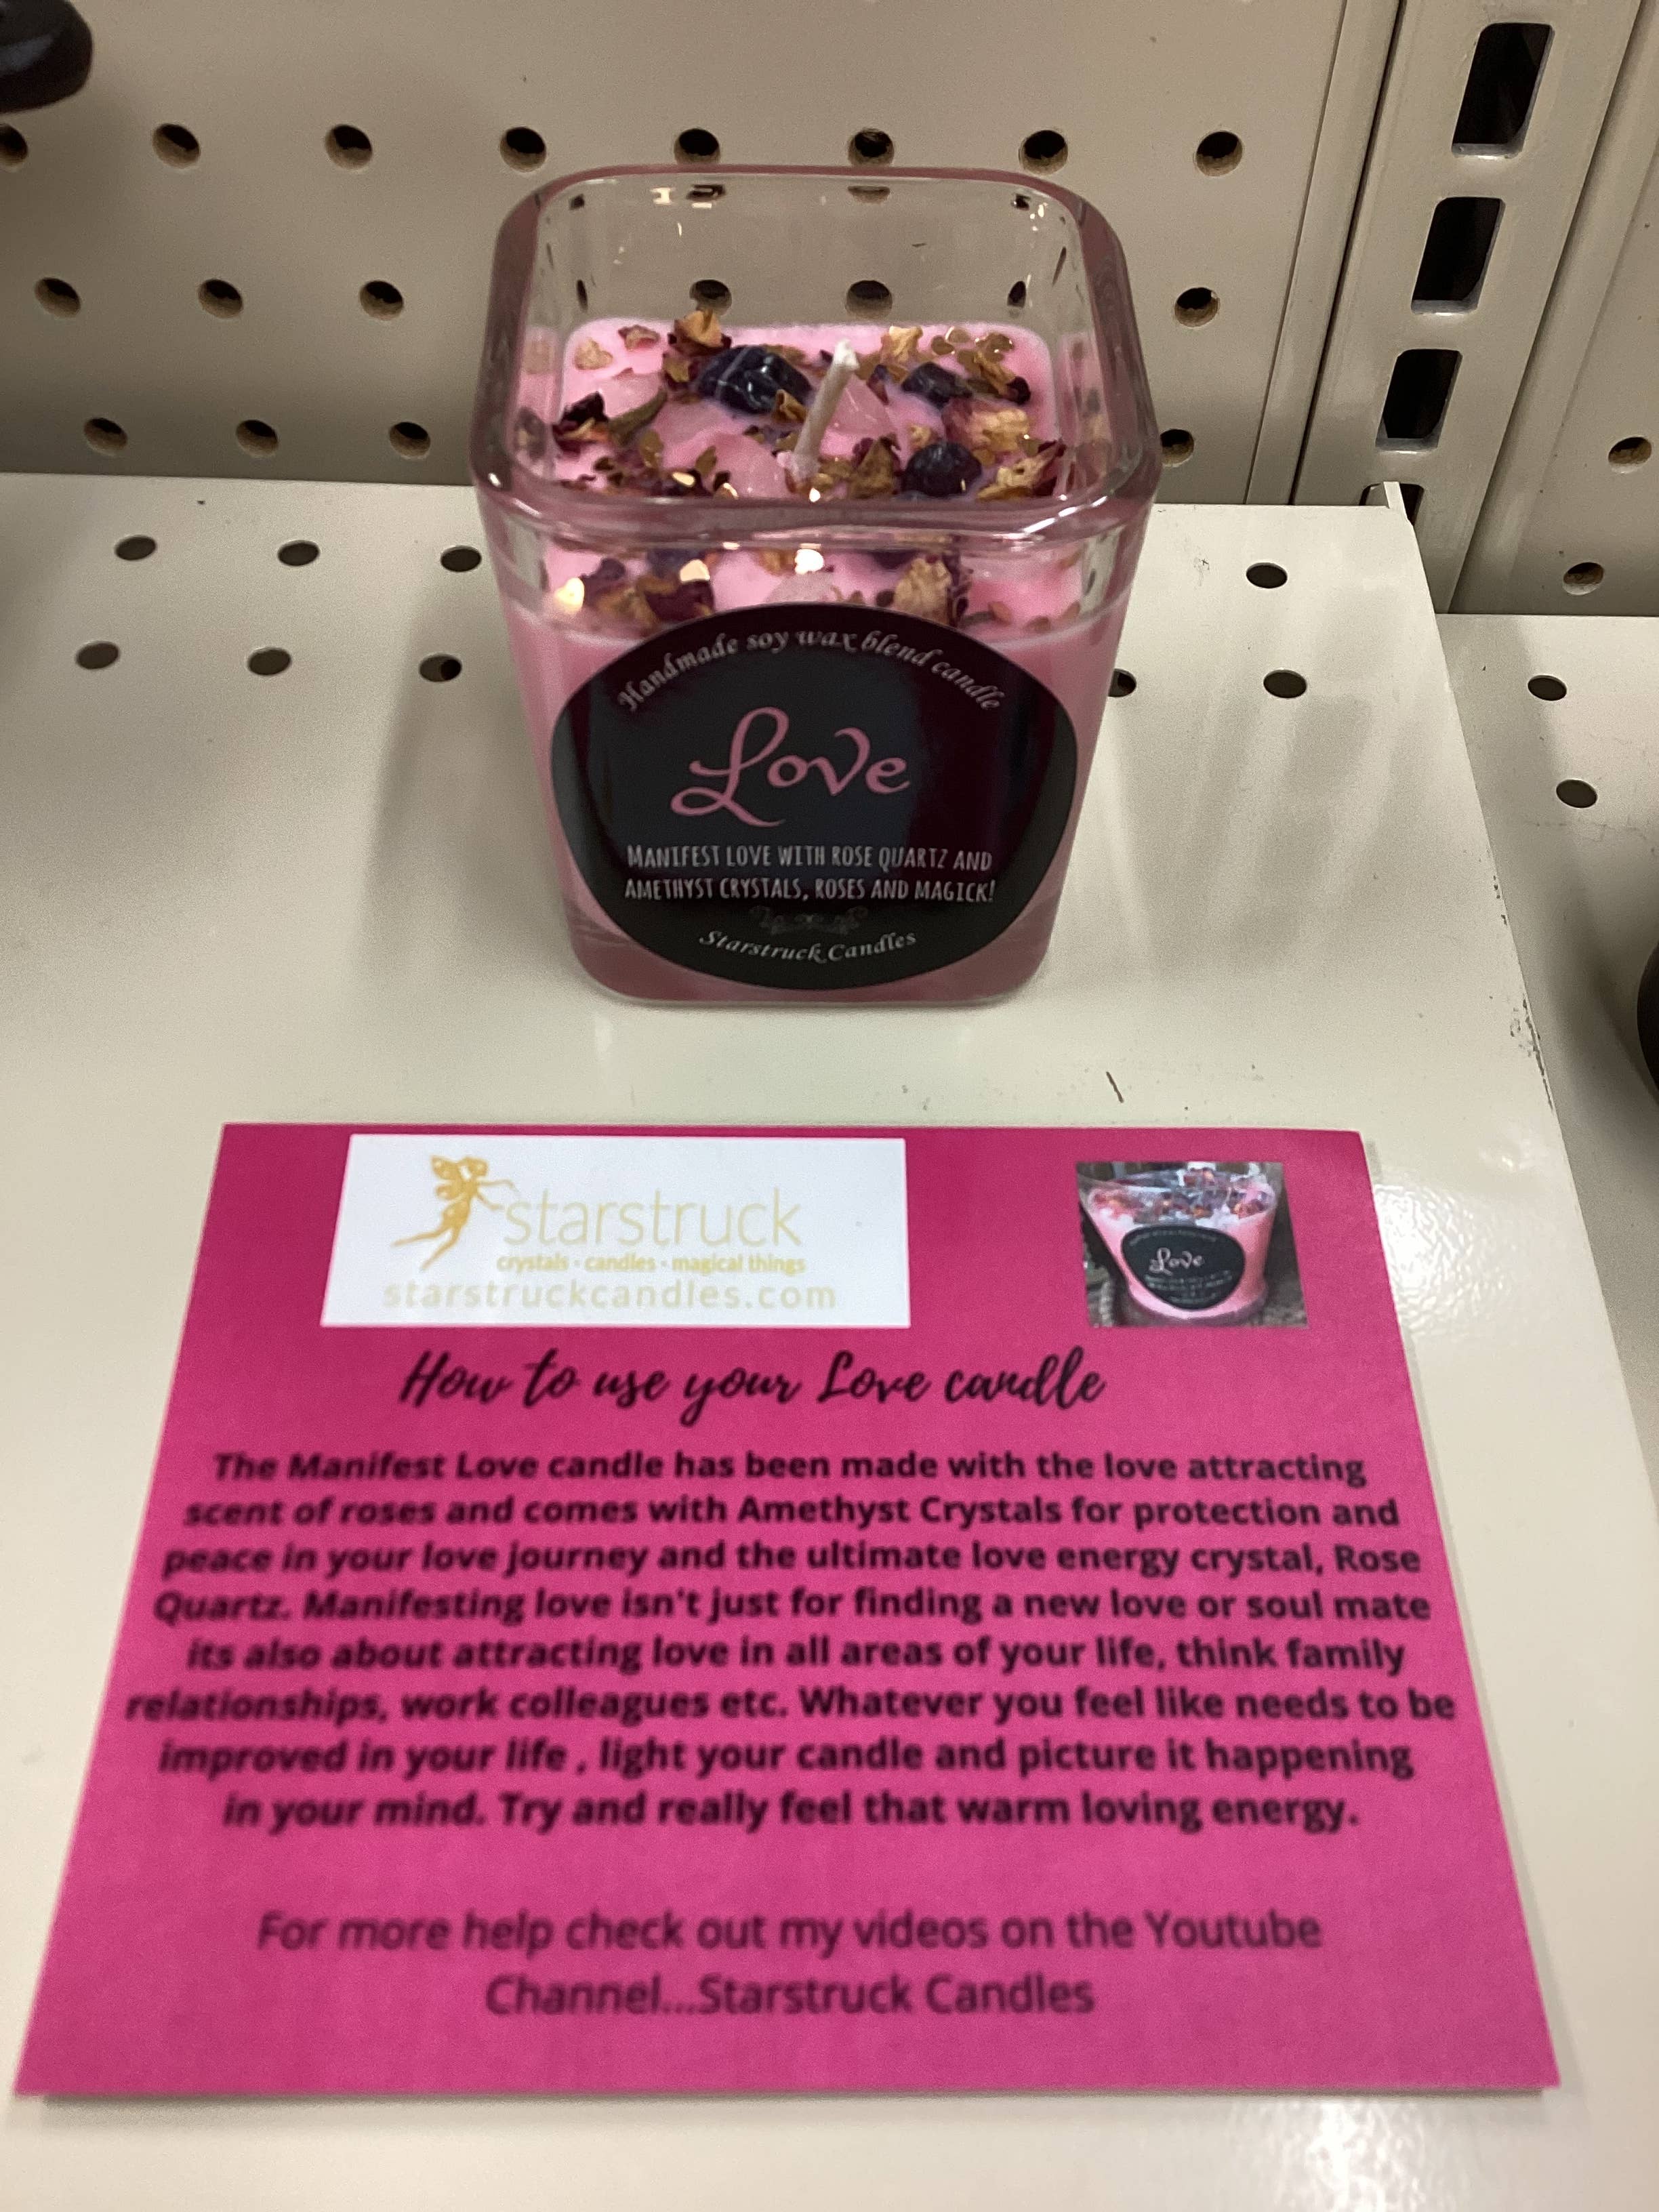 Handmade soy wax blend candle
Love
MANIFEST LOVE WITH ROSE QUARTZ AND
AMETHYST CRYSTALS, ROSES AND MAGICK!
Starstruck Candles
starstruck
crystals - candles - magical things
starstruckcandles.com
Love
How to use your Love candle
The Manifest Love candle has been made with the love attracting
scent of roses and comes with Amethyst Crystals for protection and
peace in your love journey and the ultimate love energy crystal, Rose
Quartz. Manifesting love isn't just for finding a new love or soul mate
its also about attracting love in all areas of your life, think family
relationships, work colleagues etc. Whatever you feel like needs to be
improved in your life , light your candle and picture it happening
in your mind. Try and really feel that warm loving energy.
For more help check out my videos on the Youtube
Channel...Starstruck Candles